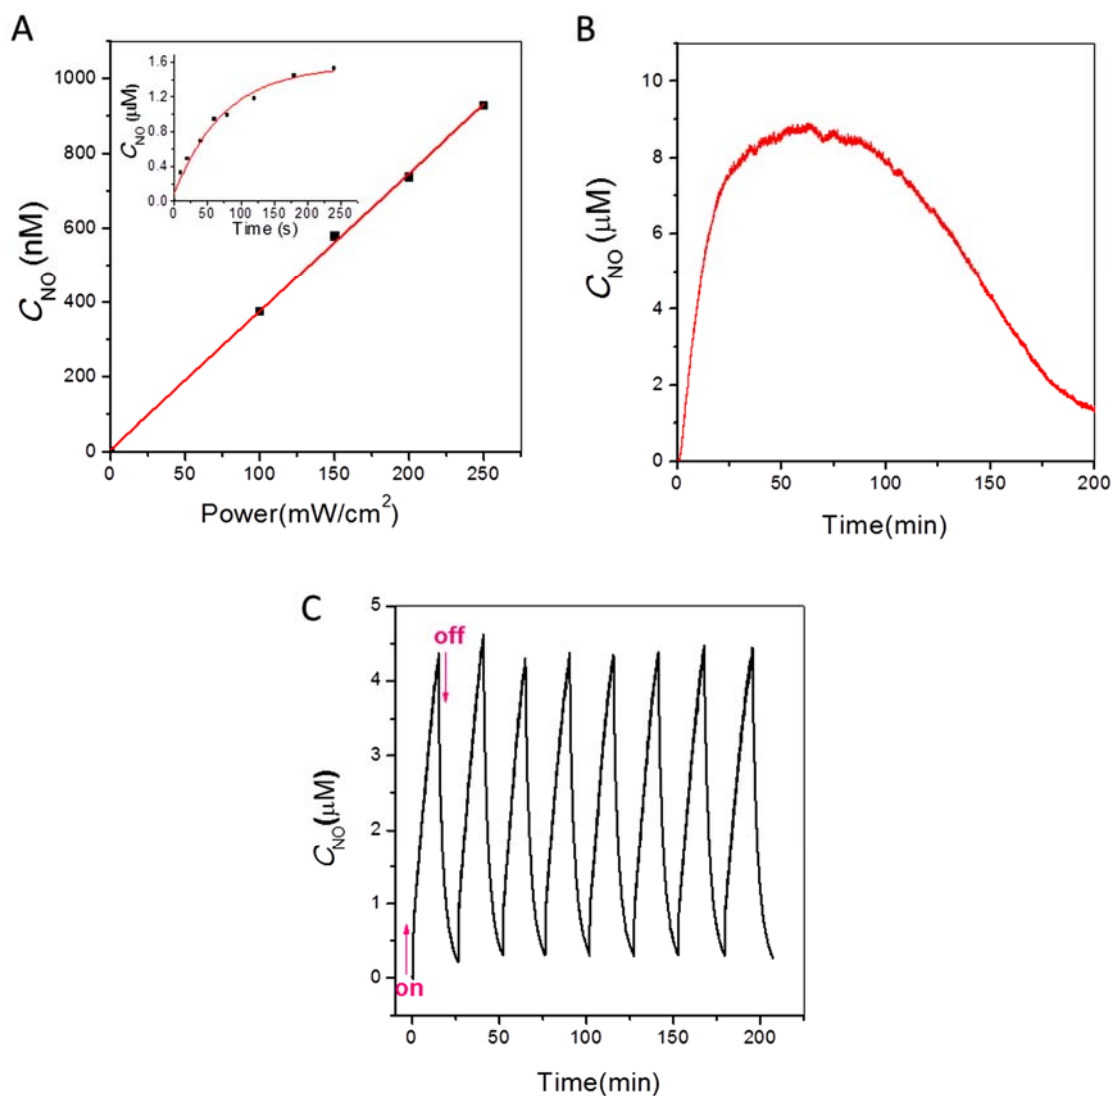 A
1000
800
600
400
200
0
C_NO (nM)
0 50 100 150 200 250
Power(mW/cm²)
1.6
1.2
0.8
0.4
0.0
C_NO (μM)
0 50 100 150 200 250
Time (s)
B
10
8
6
4
2
0
C_NO (μM)
0 50 100 150 200
Time(min)
C
5
4
3
2
1
0
C_NO(μM)
off
on
0 50 100 150 200
Time(min)